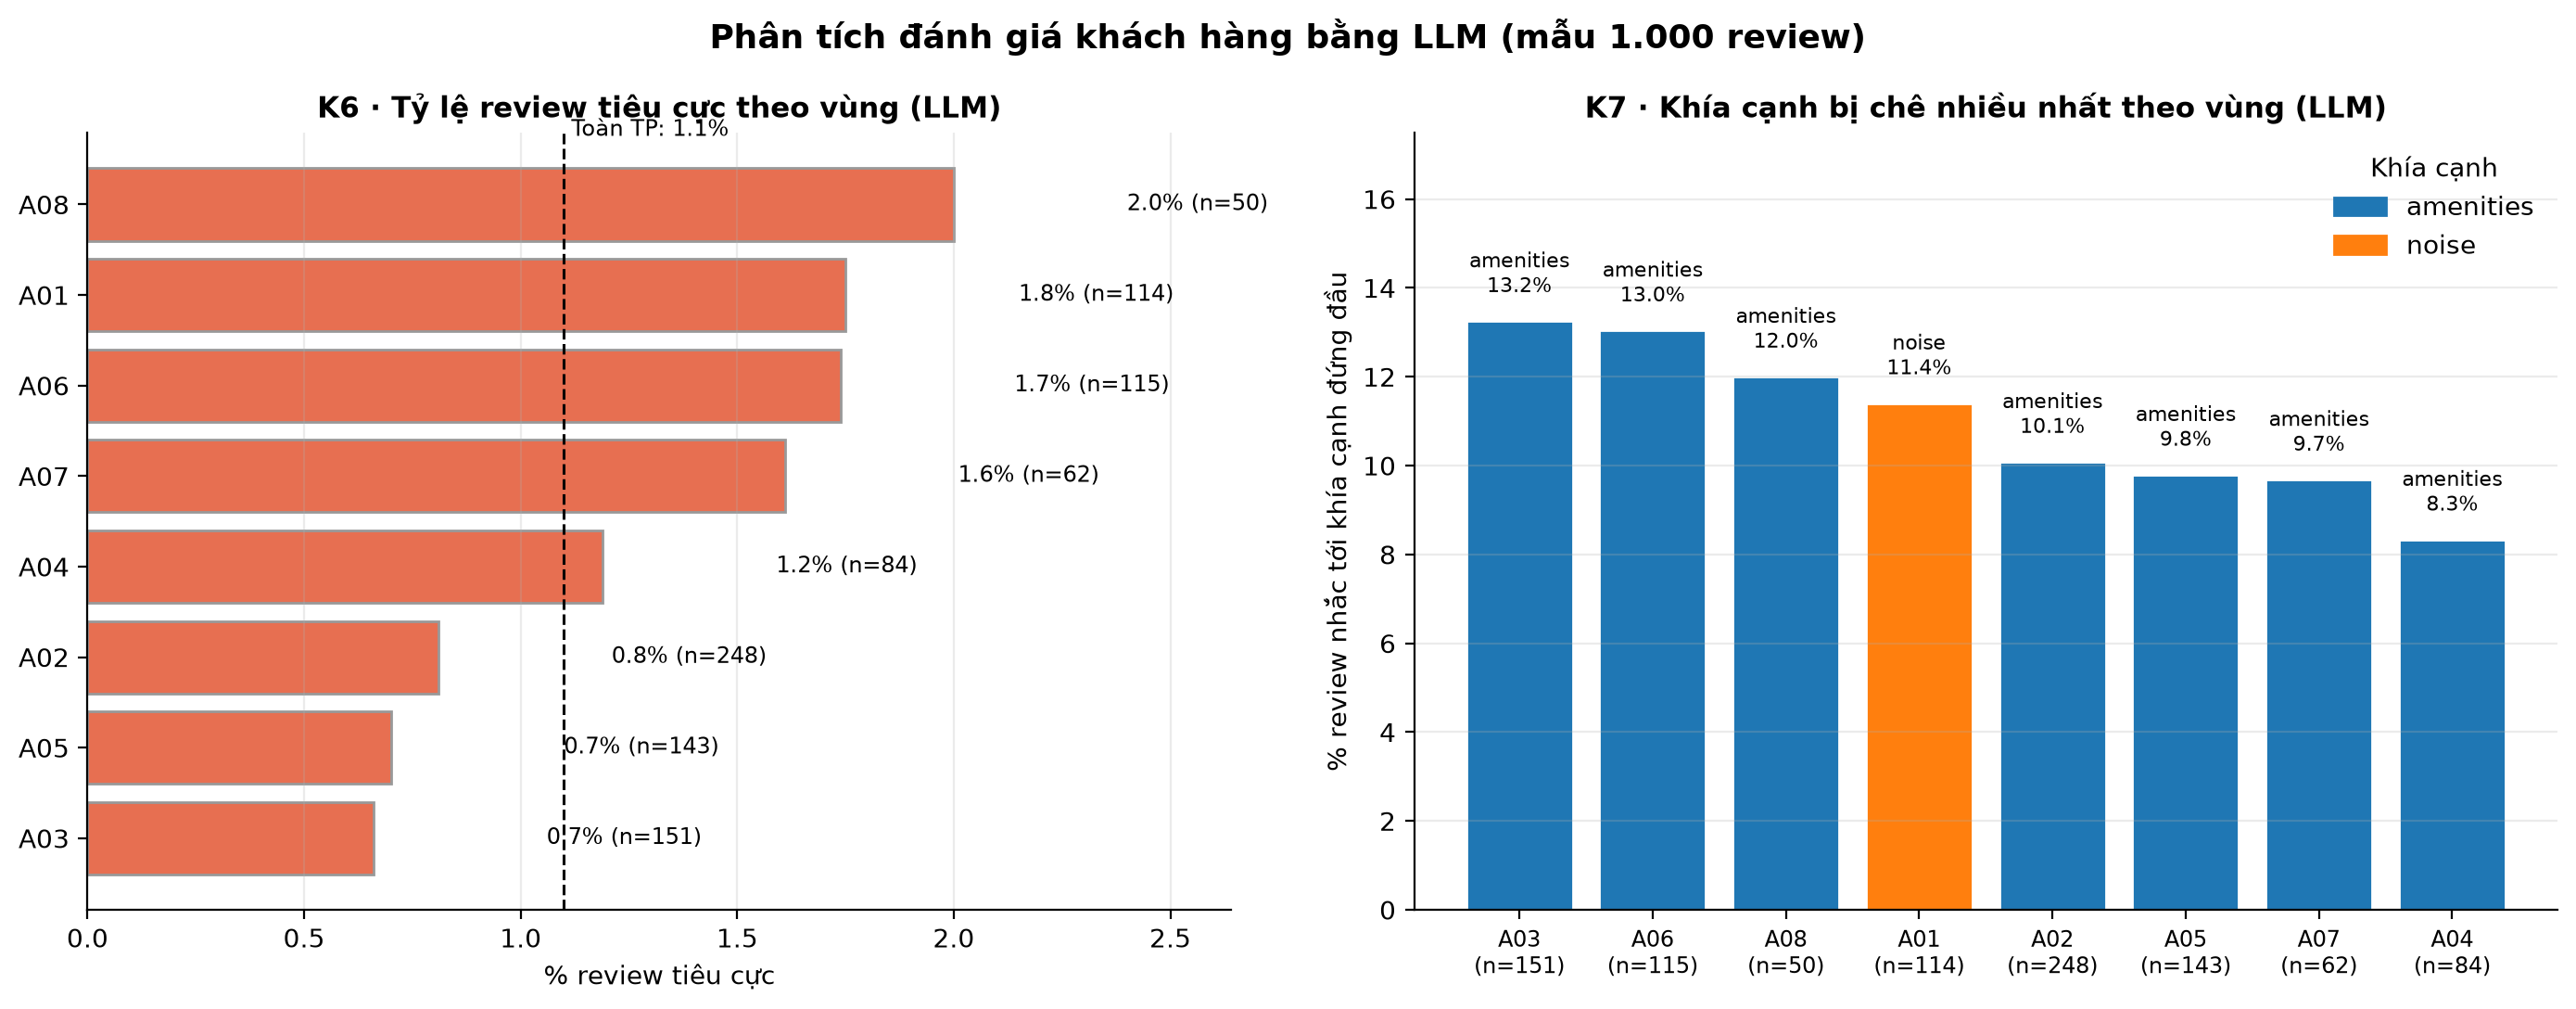 Phân tích đánh giá khách hàng bằng LLM (mẫu 1.000 review)
K6 · Tỷ lệ review tiêu cực theo vùng (LLM)
Toàn TP: 1.1%
A08
2.0% (n=50)
A01
1.8% (n=114)
A06
1.7% (n=115)
A07
1.6% (n=62)
A04
1.2% (n=84)
A02
0.8% (n=248)
A05
0.7% (n=143)
A03
0.7% (n=151)
0.0
0.5
1.0
1.5
2.0
2.5
% review tiêu cực
K7 · Khía cạnh bị chê nhiều nhất theo vùng (LLM)
% review nhắc tới khía cạnh đứng đầu
16
14
12
10
8
6
4
2
0
Khía cạnh
amenities
noise
amenities
13.2%
amenities
13.0%
amenities
12.0%
noise
11.4%
amenities
10.1%
amenities
9.8%
amenities
9.7%
amenities
8.3%
A03
(n=151)
A06
(n=115)
A08
(n=50)
A01
(n=114)
A02
(n=248)
A05
(n=143)
A07
(n=62)
A04
(n=84)